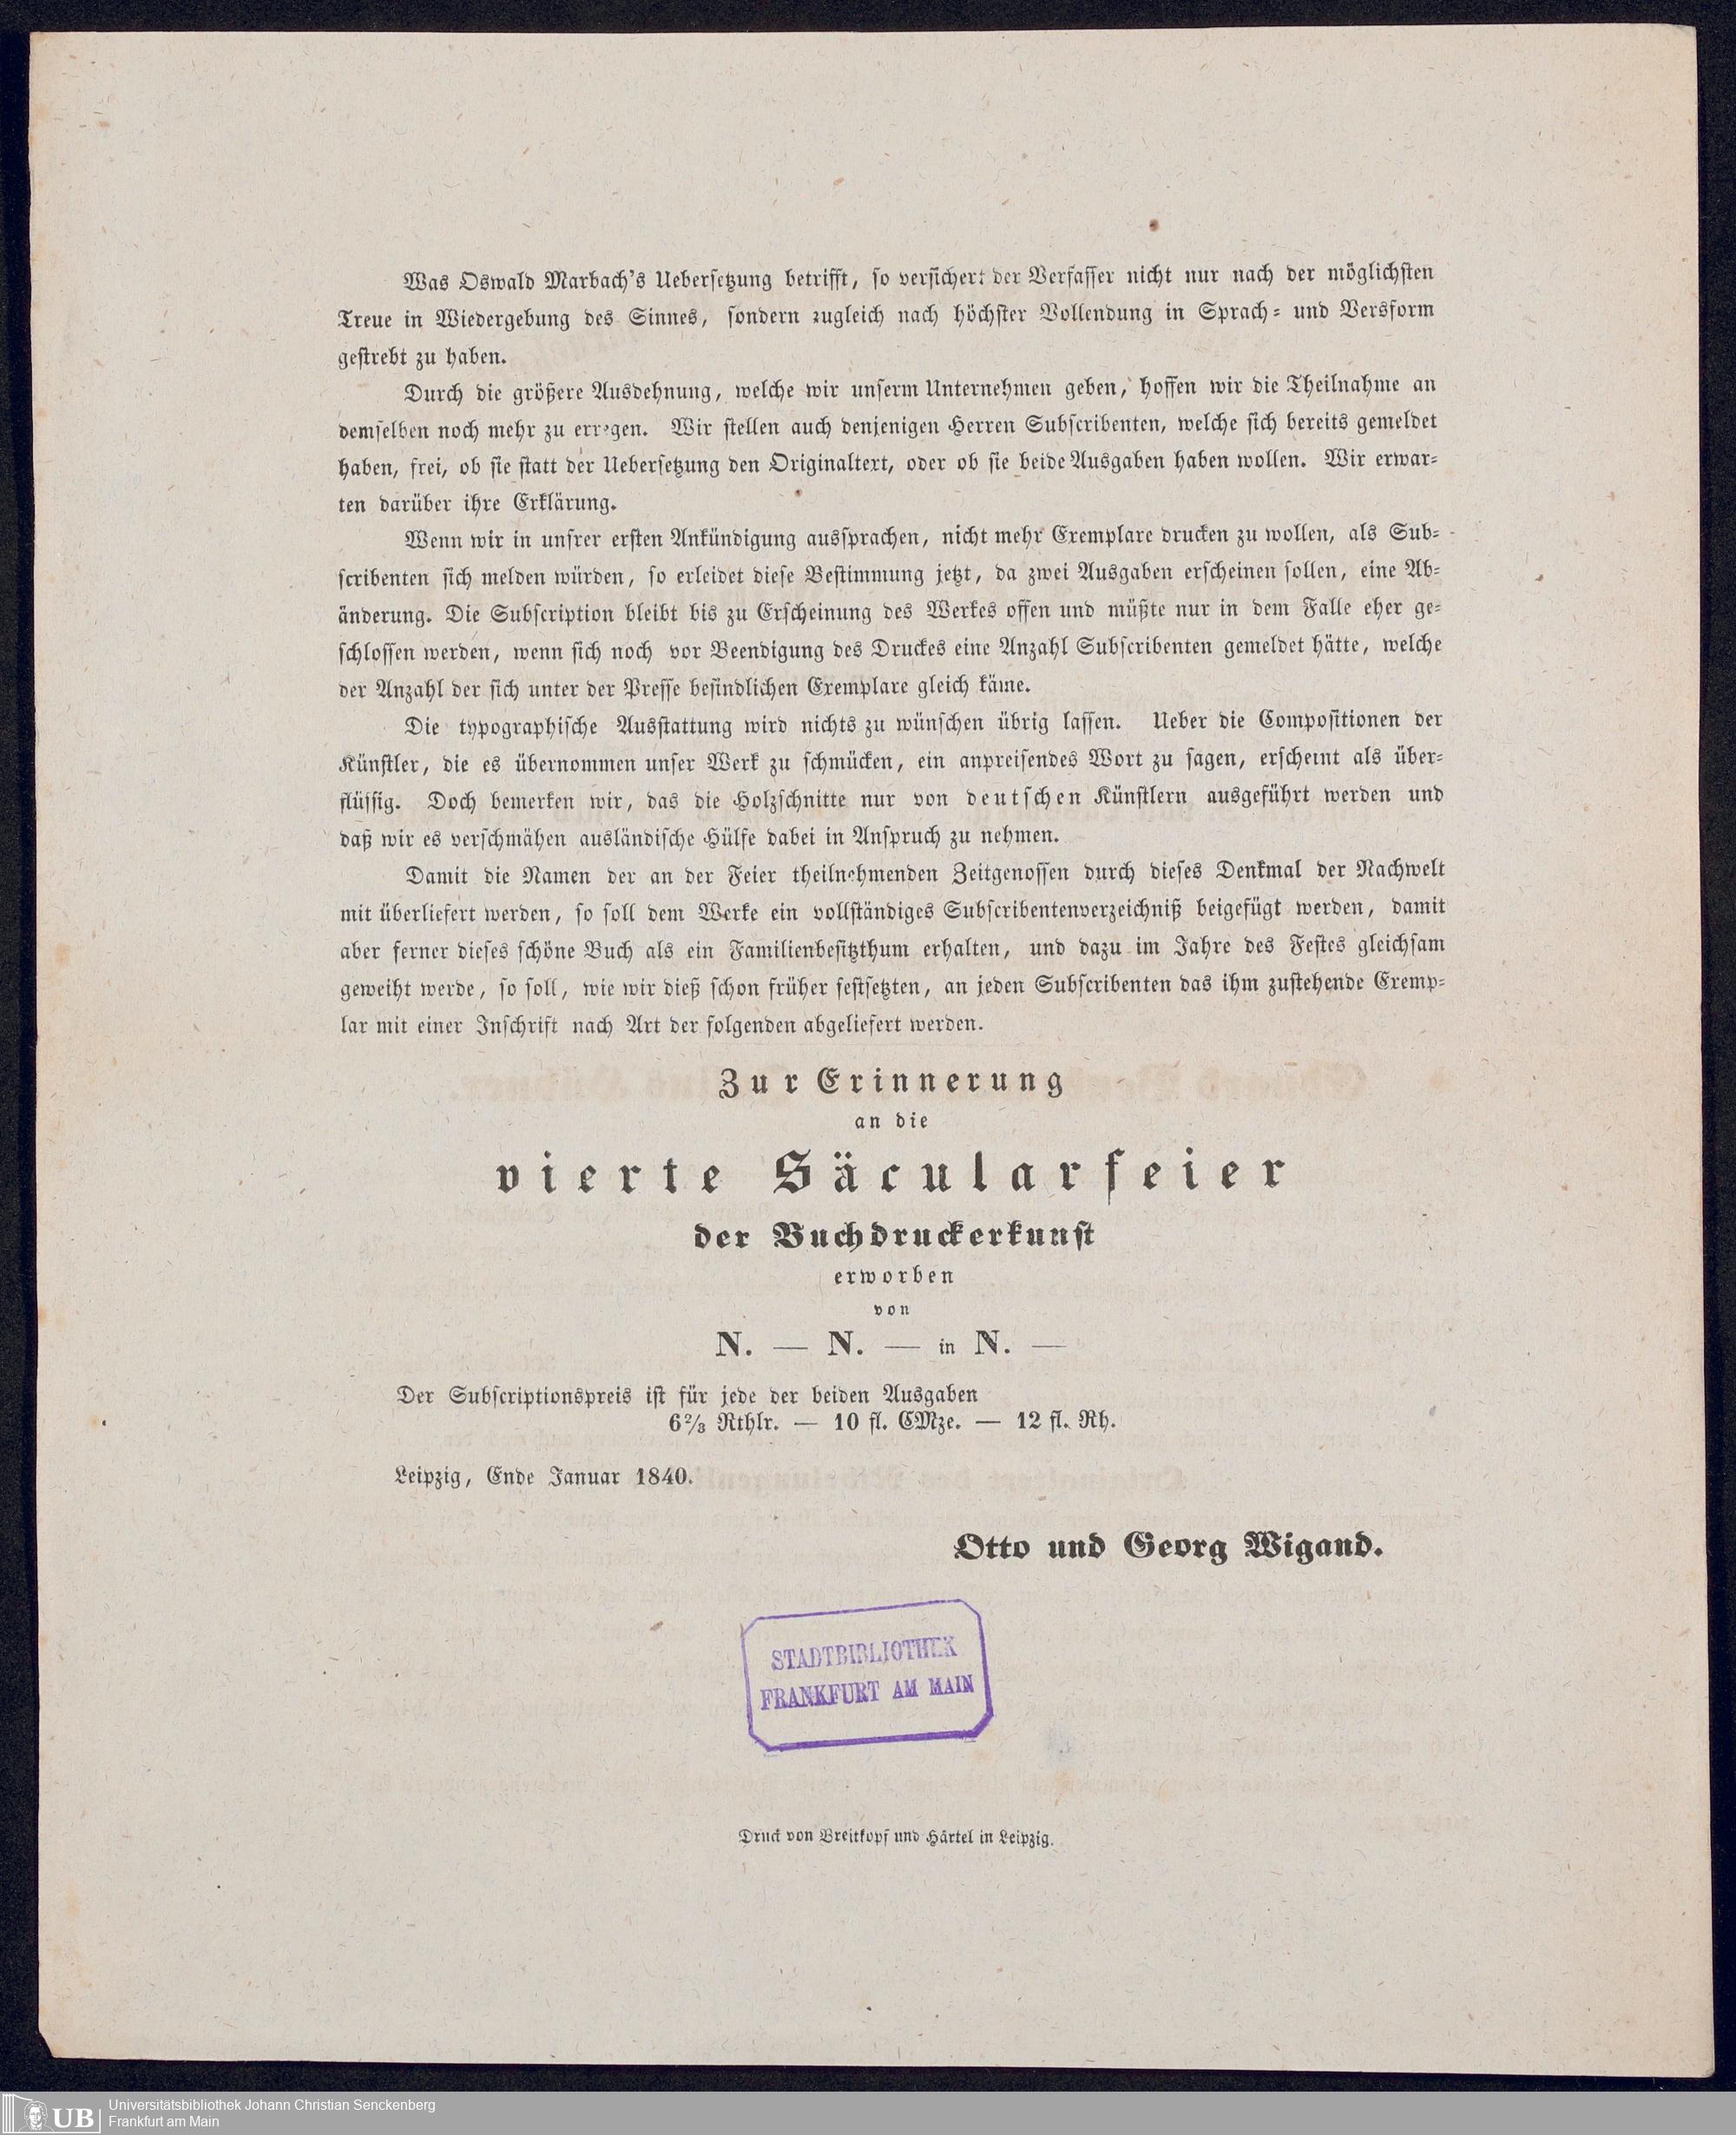 Was Oswald Marbach's Uebersetzung betrifft, so versichert der Verfasser nicht nur nach der möglichsten
Treue in Wiedergebung des Sinnes, sondern zugleich nach höchster Vollendung in Sprach- und Versform
gestrebt zu haben.
Durch die größere Ausdehnung, welche wir unserm Unternehmen geben, hoffen wir die Theilnahme an
demselben noch mehr zu erregen. Wir stellen auch denjenigen Herren Subscribenten, welche sich bereits gemeldet
haben, frei, ob sie statt der Uebersetzung den Originaltext, oder ob sie beide Ausgaben haben wollen. Wir erwar-
ten darüber ihre Erklärung.
Wenn wir in unsrer ersten Ankündigung aussprachen, nicht mehr Exemplare drucken zu wollen, als Sub-
scribenten sich melden würden, so erleidet diese Bestimmung jetzt, da zwei Ausgaben erscheinen sollen, eine Ab-
änderung. Die Subscription bleibt bis zu Erscheinung des Werkes offen und müßte nur in dem Falle eher ge-
schlossen werden, wenn sich noch vor Beendigung des Druckes eine Anzahl Subscribenten gemeldet hätte, welche
der Anzahl der sich unter der Presse befindlichen Exemplare gleich käme.
Die typographische Ausstattung wird nichts zu wünschen übrig lassen. Ueber die Compositionen der
Künstler, die es übernommen unser Werk zu schmücken, ein anpreisendes Wort zu sagen, erscheint als über-
flüssig. Doch bemerken wir, das die Holzschnitte nur von deutschen Künstlern ausgeführt werden und
daß wir es verschmähen ausländische Hülfe dabei in Anspruch zu nehmen.
Damit die Namen der an der Feier theilnehmenden Zeitgenossen durch dieses Denkmal der Nachwelt
mit überliefert werden, so soll dem Werke ein vollständiges Subscribentenverzeichniß beigefügt werden, damit
aber ferner dieses schöne Buch als ein Familienbesitzthum erhalten, und dazu im Jahre des Festes gleichsam
geweiht werde, so soll, wie wir dieß schon früher festsetzten, an jeden Subscribenten das ihm zustehende Exemp-
lar mit einer Inschrift nach Art der folgenden abgeliefert werden.
Zur Erinnerung
an die
vierte Säcularfeier
der Buchdruckerkunst
erworben
von
N. — N. — in N. —
Der Subscriptionspreis ist für jede der beiden Ausgaben
6⅔ Rthlr. — 10 fl. CMze. — 12 fl. Rh.
Leipzig, Ende Januar 1840.
Otto und Georg Wigand.
STADTBIBLIOTHEK
FRANKFURT AM MAIN
Druck von Breitkopf und Härtel in Leipzig.
UB
Universitätsbibliothek Johann Christian Senckenberg
Frankfurt am Main